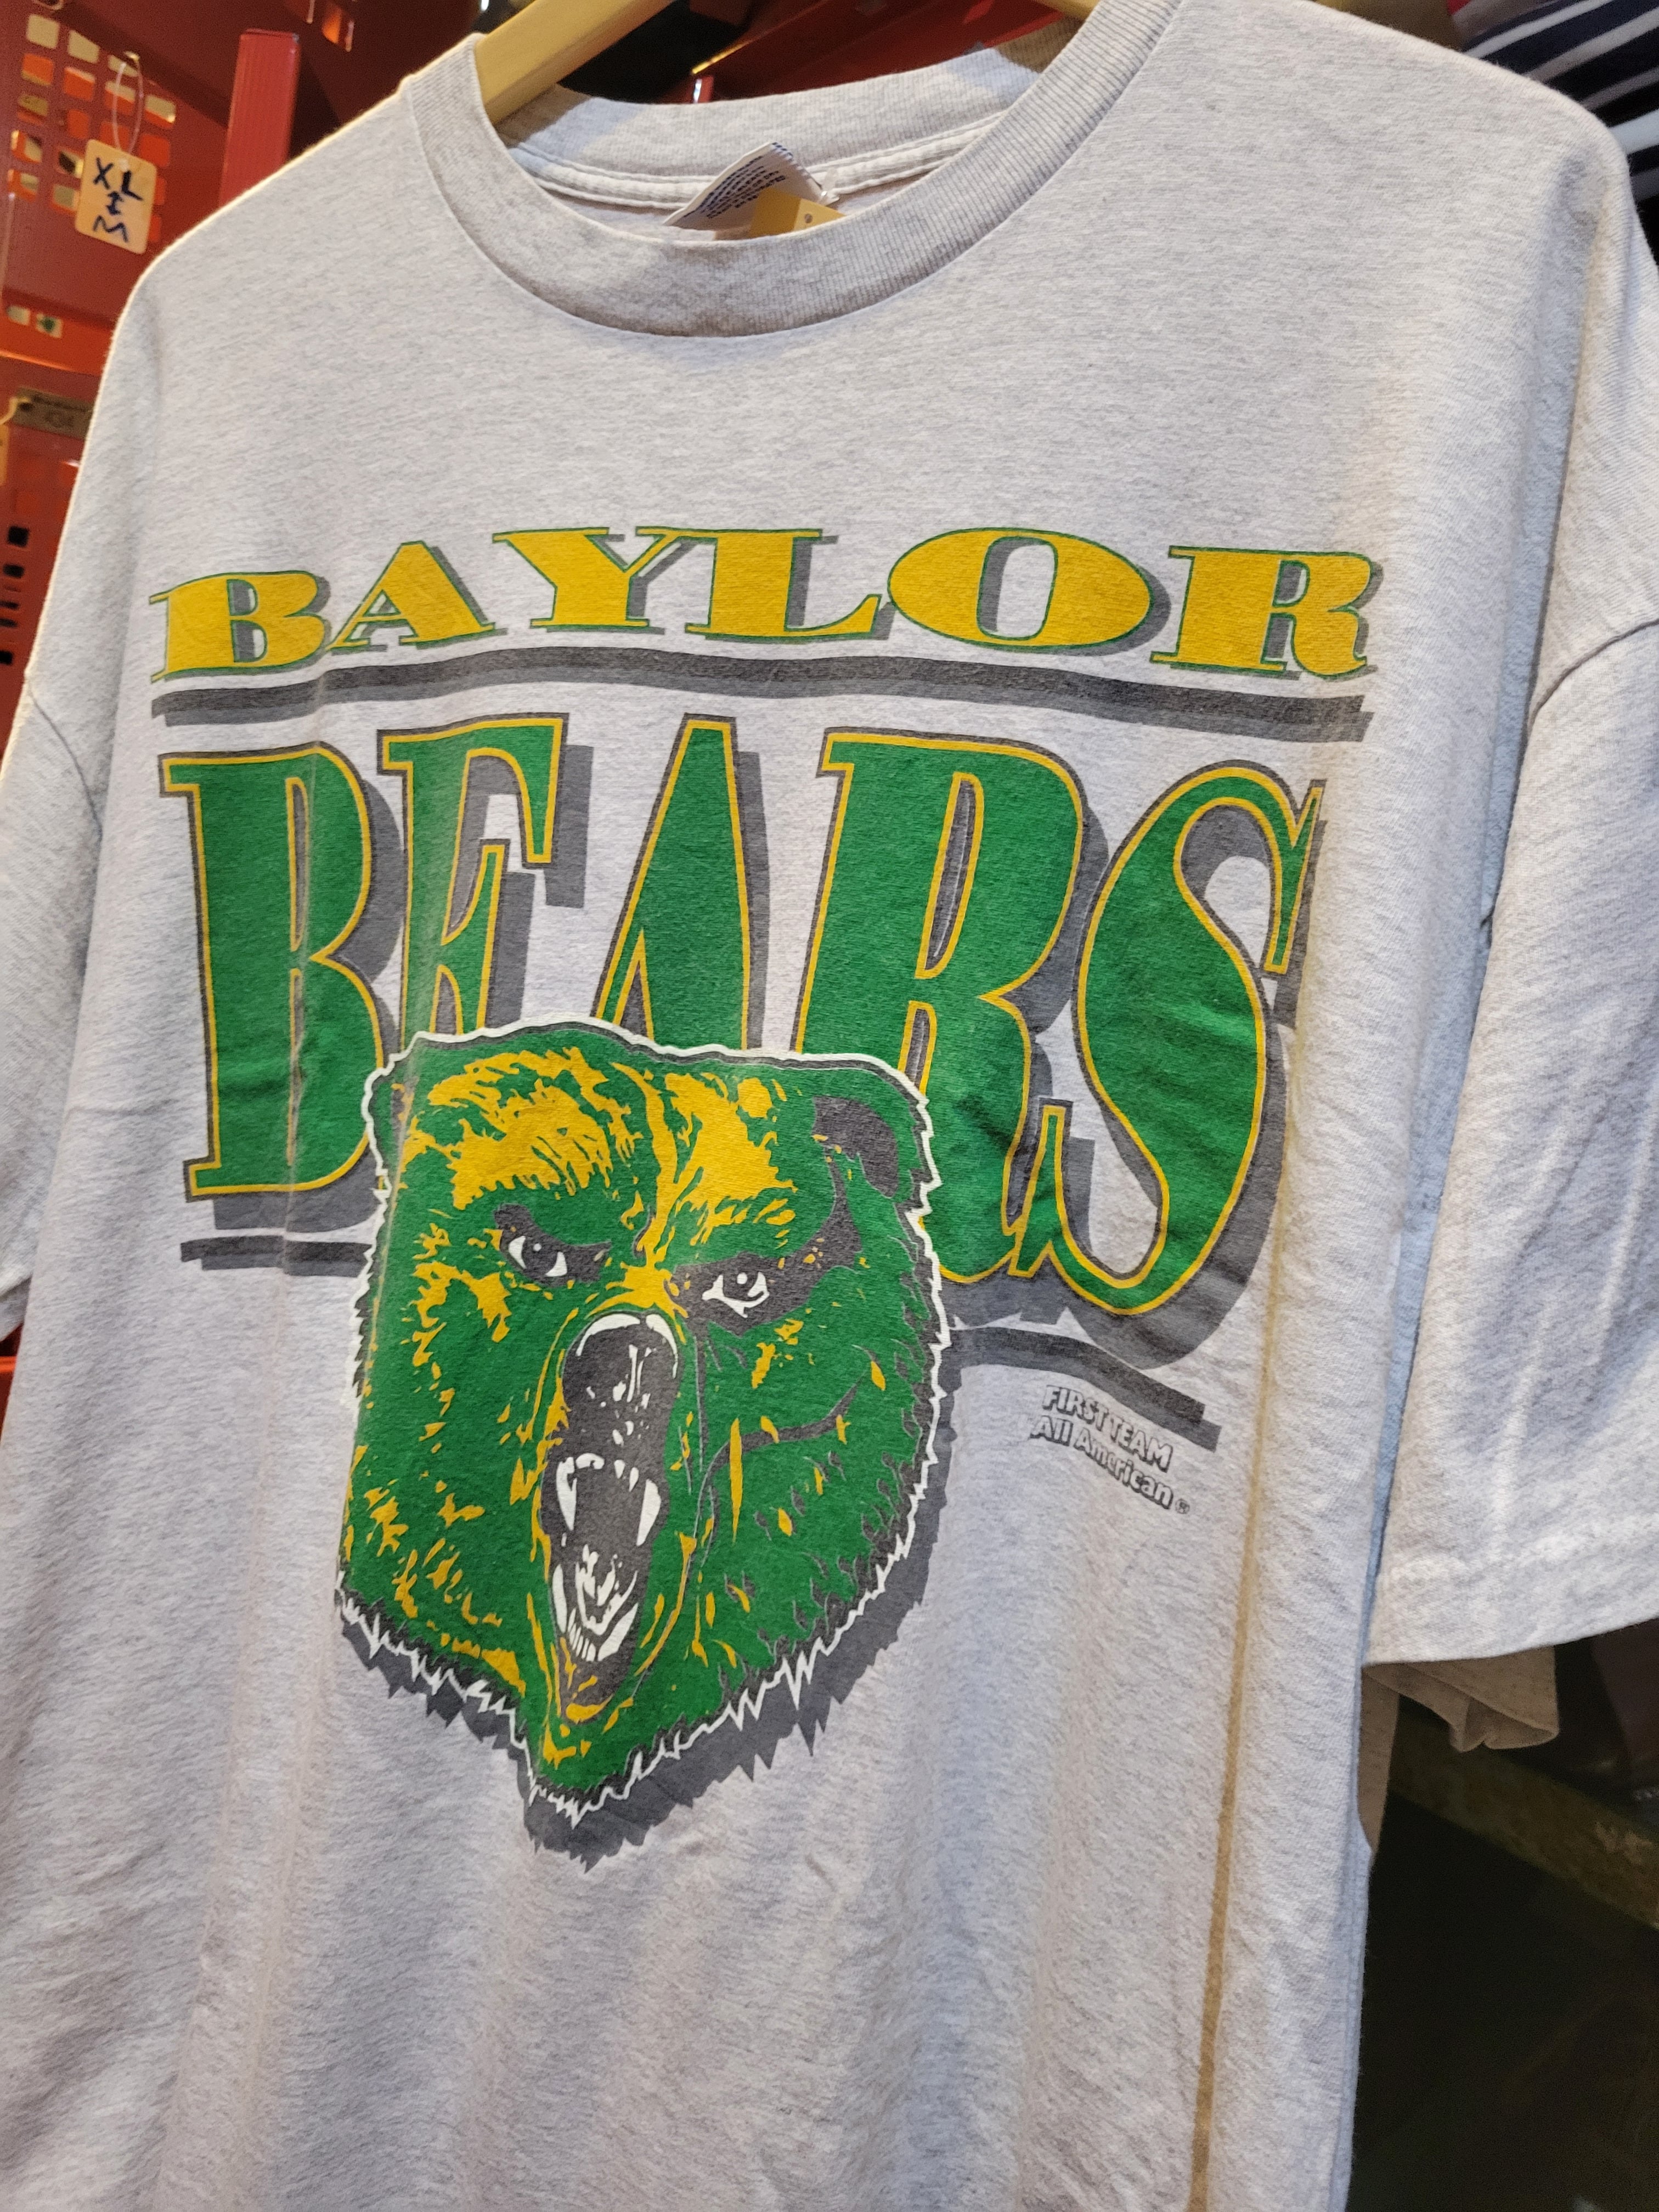 XL
I
M
BAYLOR
BEARS
FIRST TEAM
All American ®